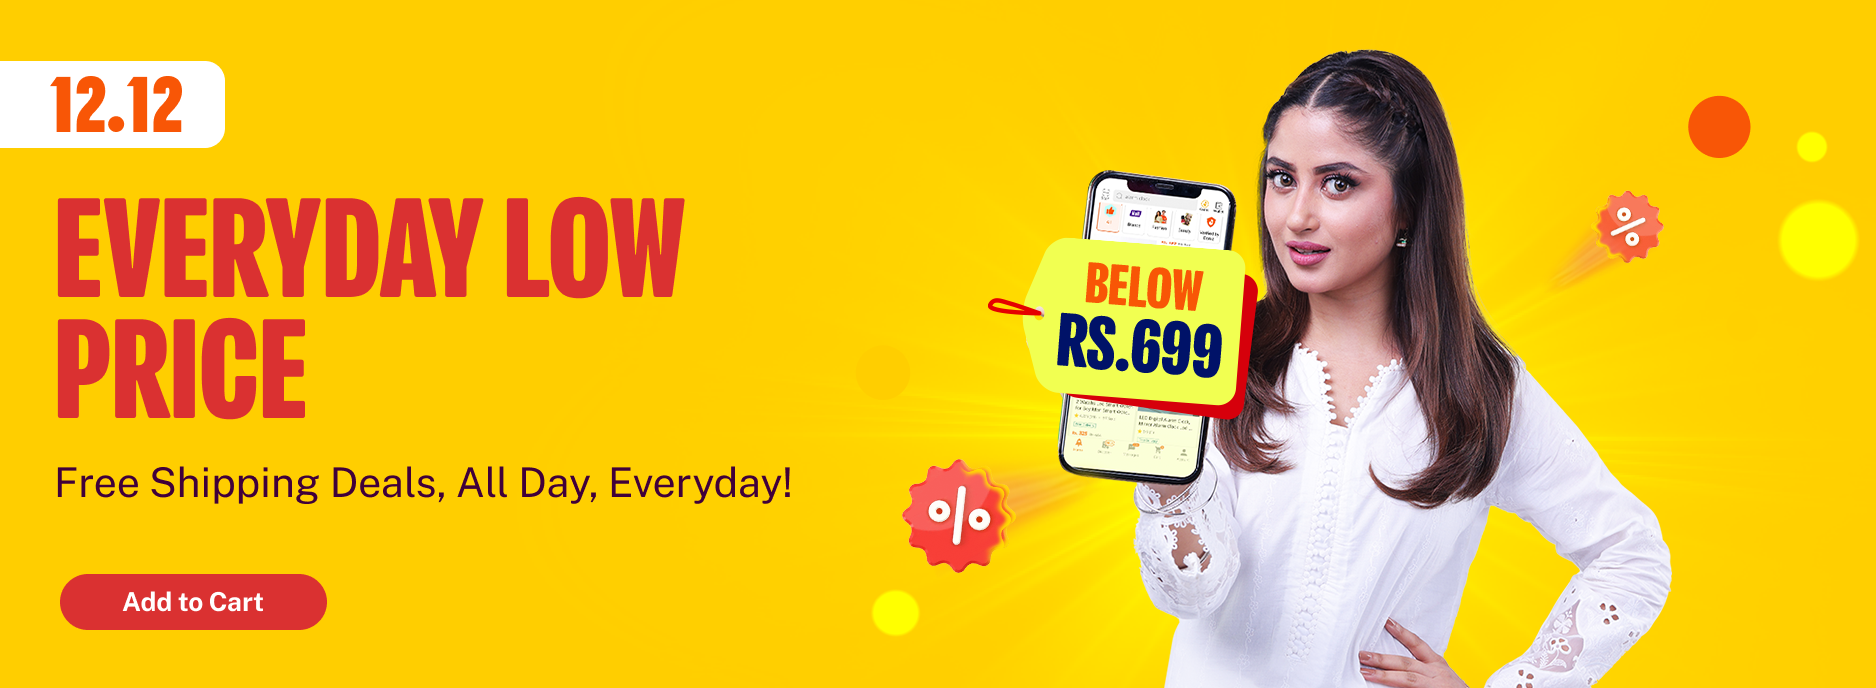 12.12
EVERYDAY LOW
PRICE
Free Shipping Deals, All Day, Everyday!
Add to Cart
BELOW
RS.699